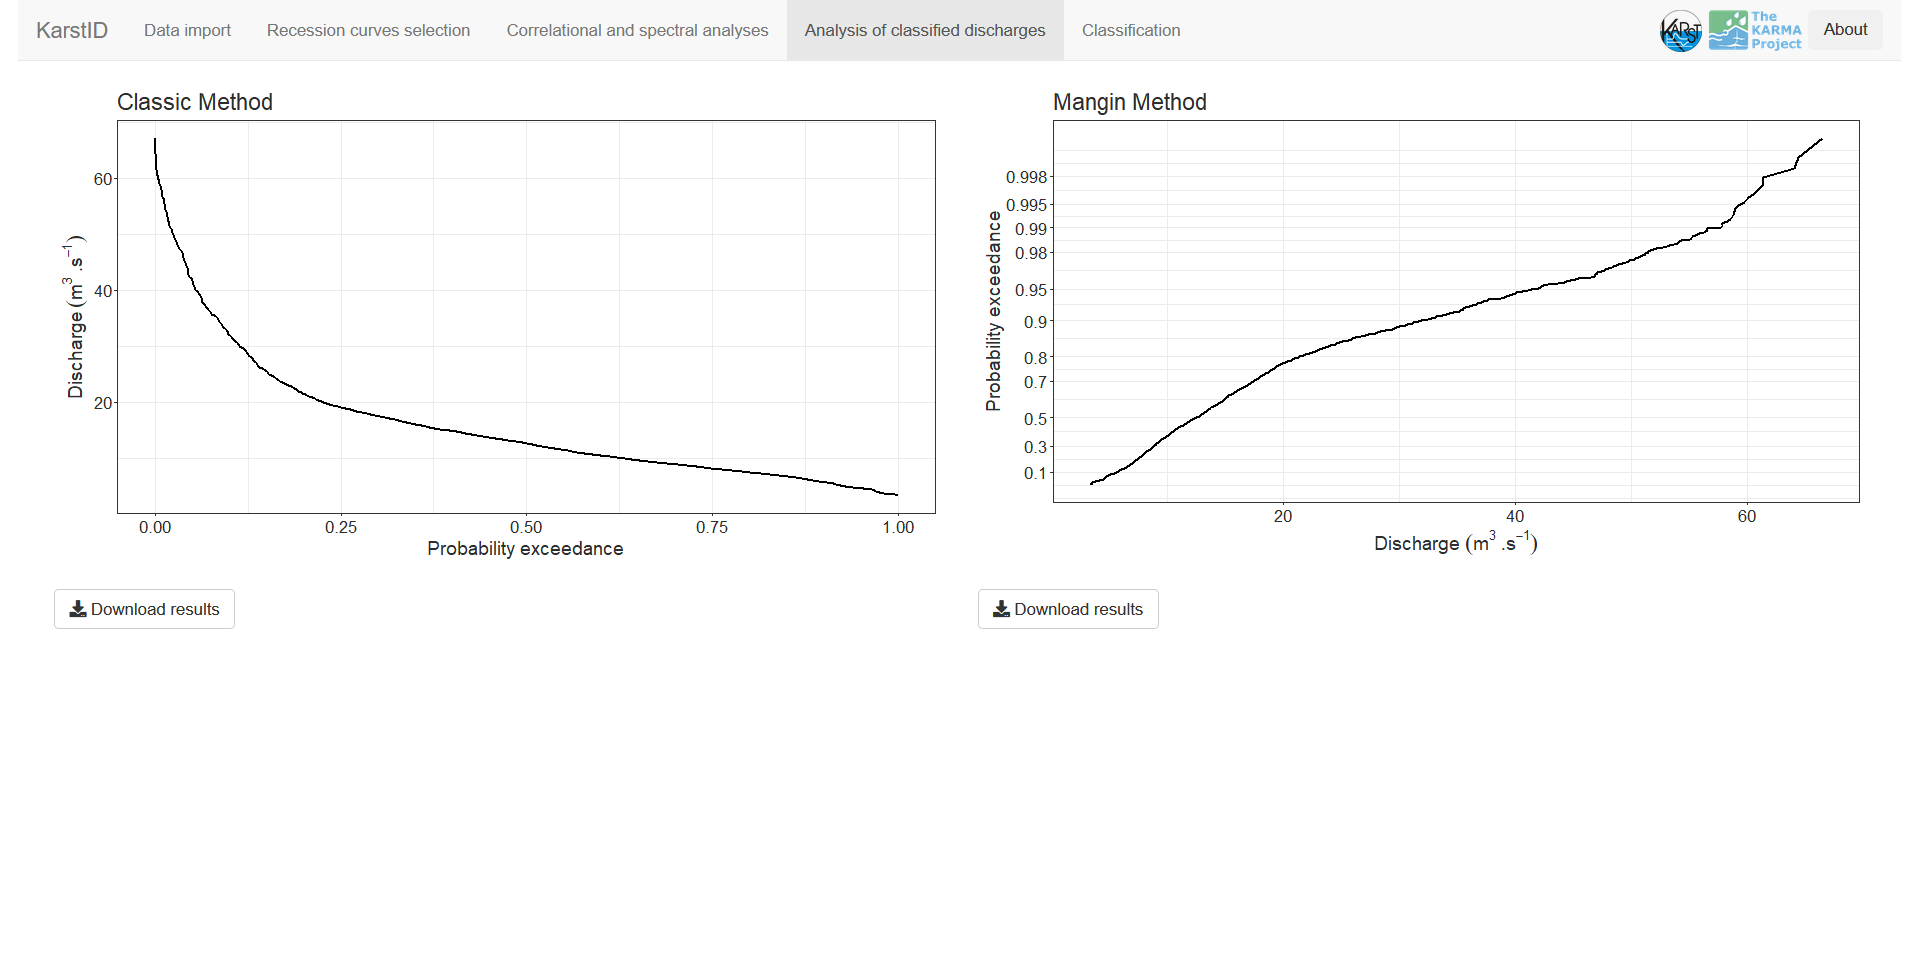 KarstID Data import Recession curves selection Correlational and spectral analyses Analysis of classified discharges Classification KARST The KARMA Project About
Classic Method
60
40
20
Discharge (m³ .s⁻¹)
0.00 0.25 0.50 0.75 1.00
Probability exceedance
Download results
Mangin Method
0.998
0.995
0.99
0.98
0.95
0.9
0.8
0.7
0.5
0.3
0.1
Probability exceedance
20 40 60
Discharge (m³ .s⁻¹)
Download results